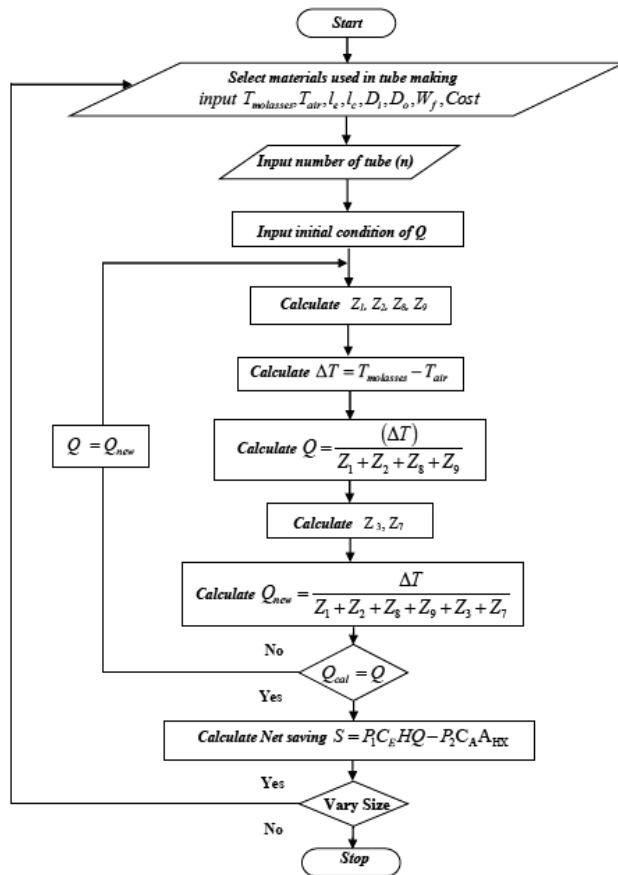 Start
Select materials used in tube making
input T_molasses, T_air, l_e, l_c, D_i, D_o, W_f, Cost
Input number of tube (n)
Input initial condition of Q
Calculate Z_1, Z_2, Z_8, Z_9
Calculate ΔT = T_molasses − T_air
Q = Q_new
Calculate Q = (ΔT) / (Z_1 + Z_2 + Z_8 + Z_9)
Calculate Z_3, Z_7
Calculate Q_new = ΔT / (Z_1 + Z_2 + Z_8 + Z_9 + Z_3 + Z_7)
No
Q_cal = Q
Yes
Calculate Net saving S = P_1C_EHQ − P_2C_AA_HX
Yes
Vary Size
No
Stop